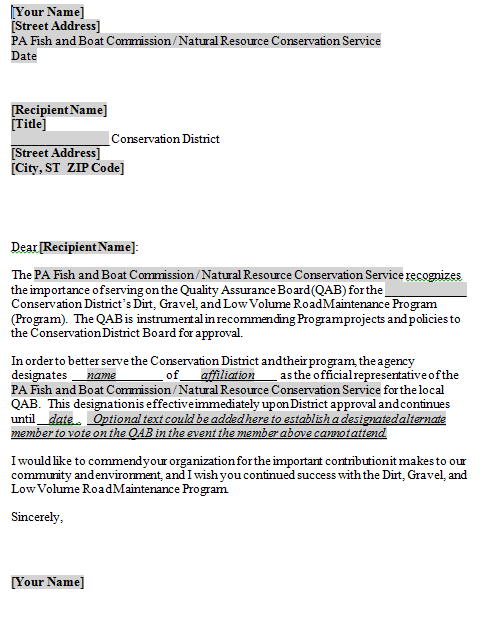 [Your Name]
[Street Address]
PA Fish and Boat Commission / Natural Resource Conservation Service
Date
[Recipient Name]
[Title]
________________ Conservation District
[Street Address]
[City, ST  ZIP Code]
Dear [Recipient Name]:
The PA Fish and Boat Commission / Natural Resource Conservation Service recognizes
the importance of serving on the Quality Assurance Board (QAB) for the _____________
Conservation District's Dirt, Gravel, and Low Volume Road Maintenance Program
(Program).  The QAB is instrumental in recommending Program projects and policies to
the Conservation District Board for approval.
In order to better serve the Conservation District and their program, the agency
designates __name________ of ___affiliation___ as the official representative of the
PA Fish and Boat Commission / Natural Resource Conservation Service for the local
QAB.  This designation is effective immediately upon District approval and continues
until __date__. Optional text could be added here to establish a designated alternate
member to vote on the QAB in the event the member above cannot attend.
I would like to commend your organization for the important contribution it makes to our
community and environment, and I wish you continued success with the Dirt, Gravel, and
Low Volume Road Maintenance Program.
Sincerely,
[Your Name]